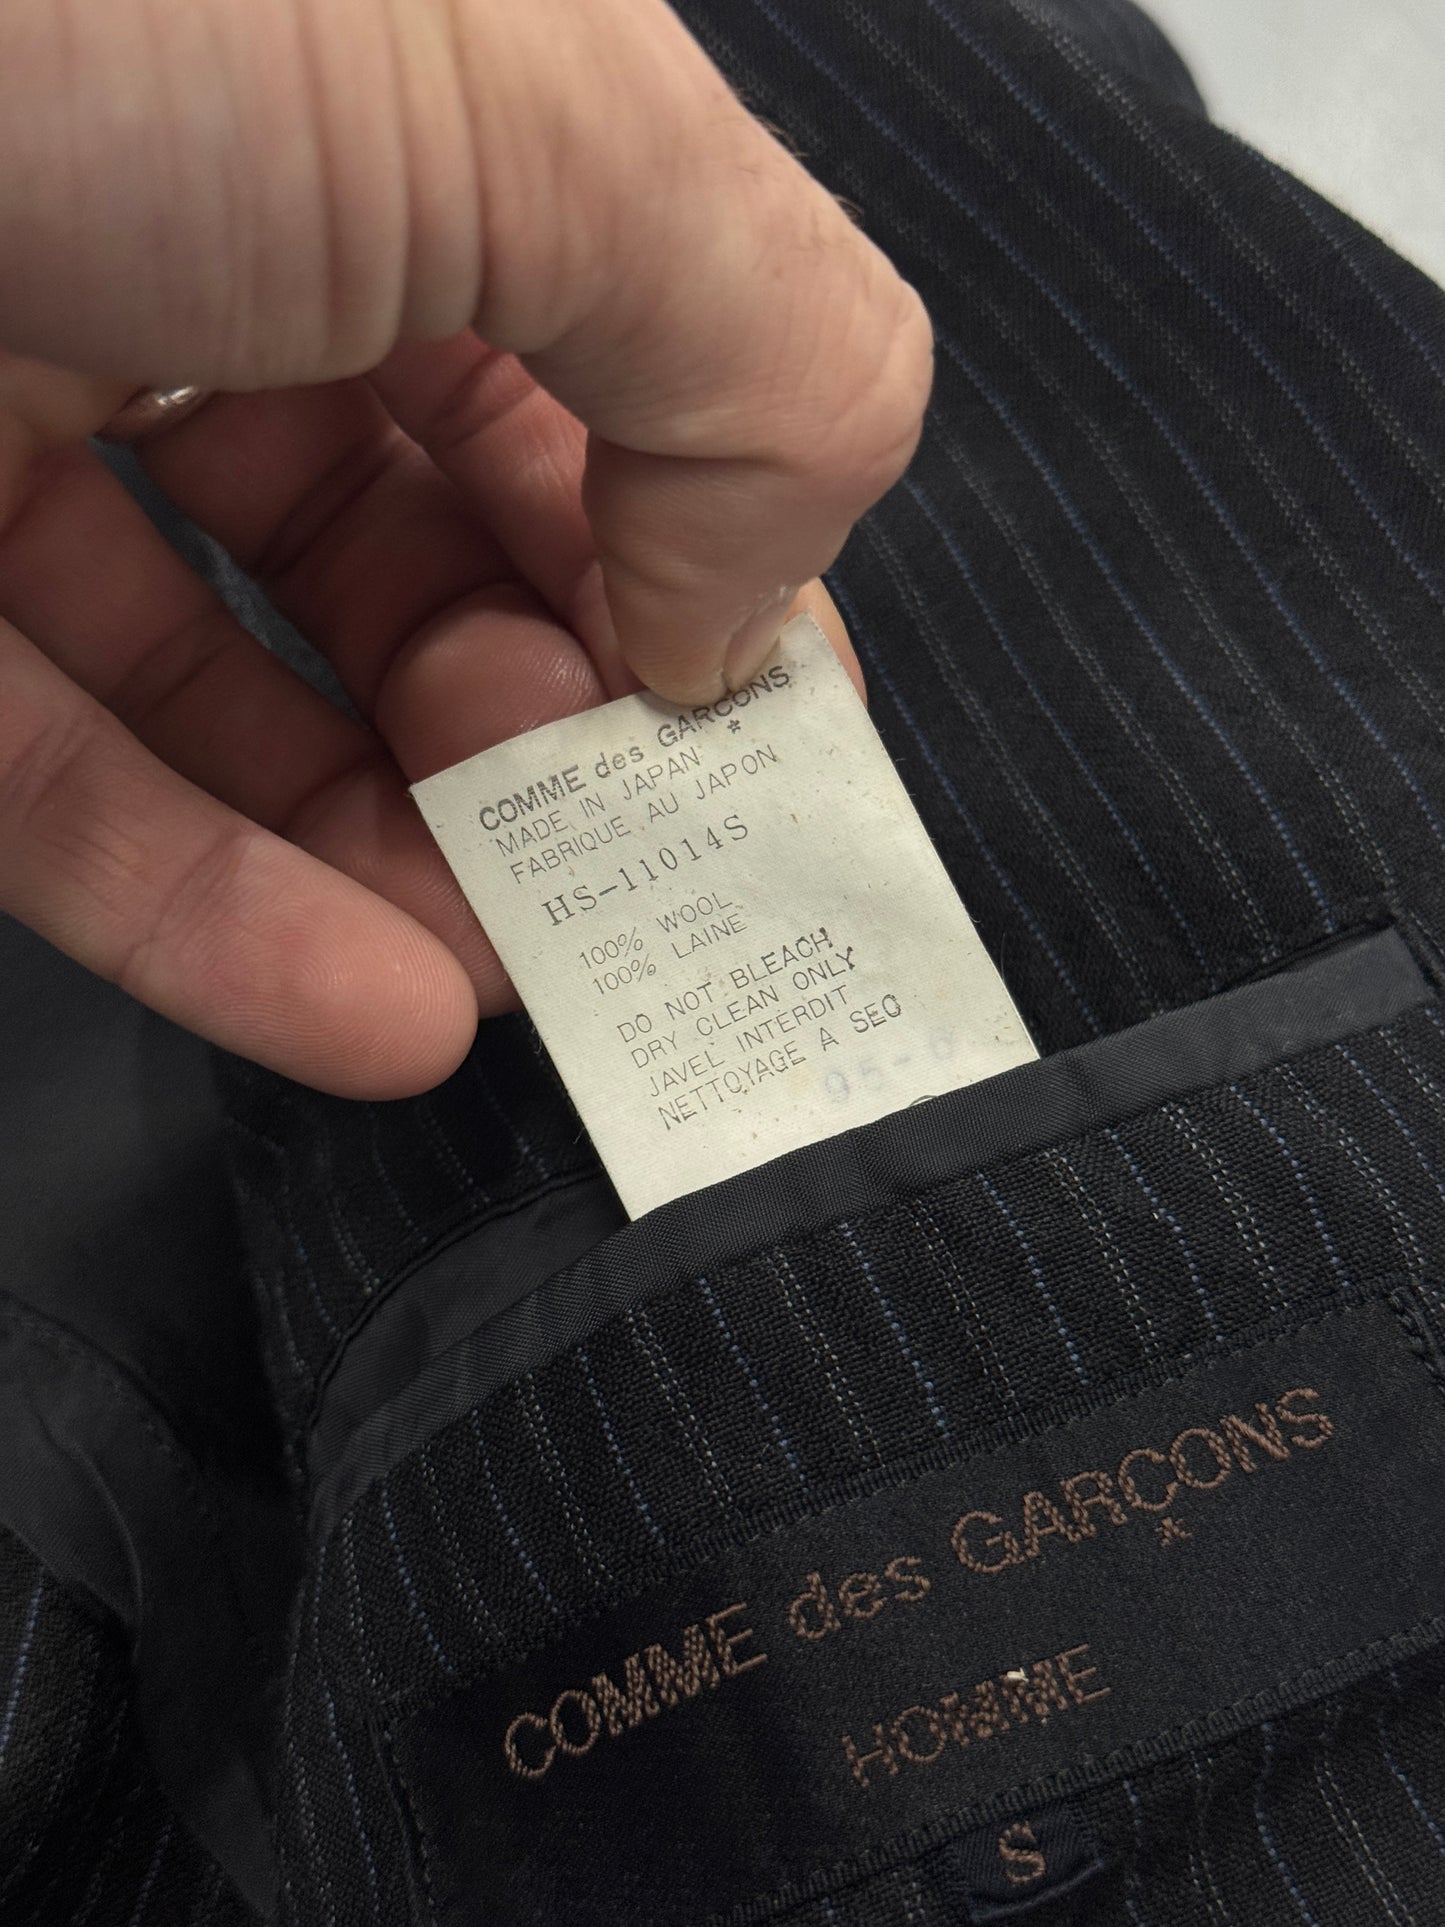 COMME des GARCONS
*
MADE IN JAPAN
FABRIQUE AU JAPON
HS-11014S
100% WOOL
100% LAINE
DO NOT BLEACH
DRY CLEAN ONLY
JAVEL INTERDIT
NETTOYAGE A SEC
COMME des GARÇONS
HOMME
S